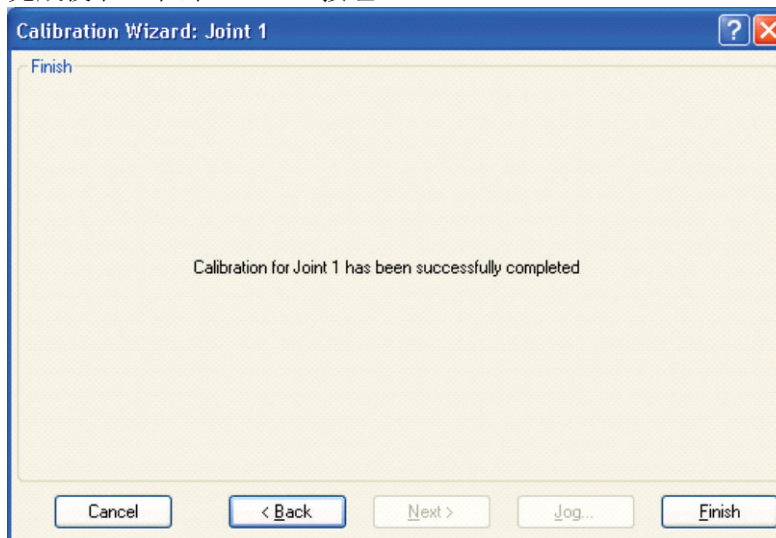 Calibration Wizard: Joint 1
Finish
Calibration for Joint 1 has been successfully completed
Cancel
< Back
Next >
Jog...
Finish